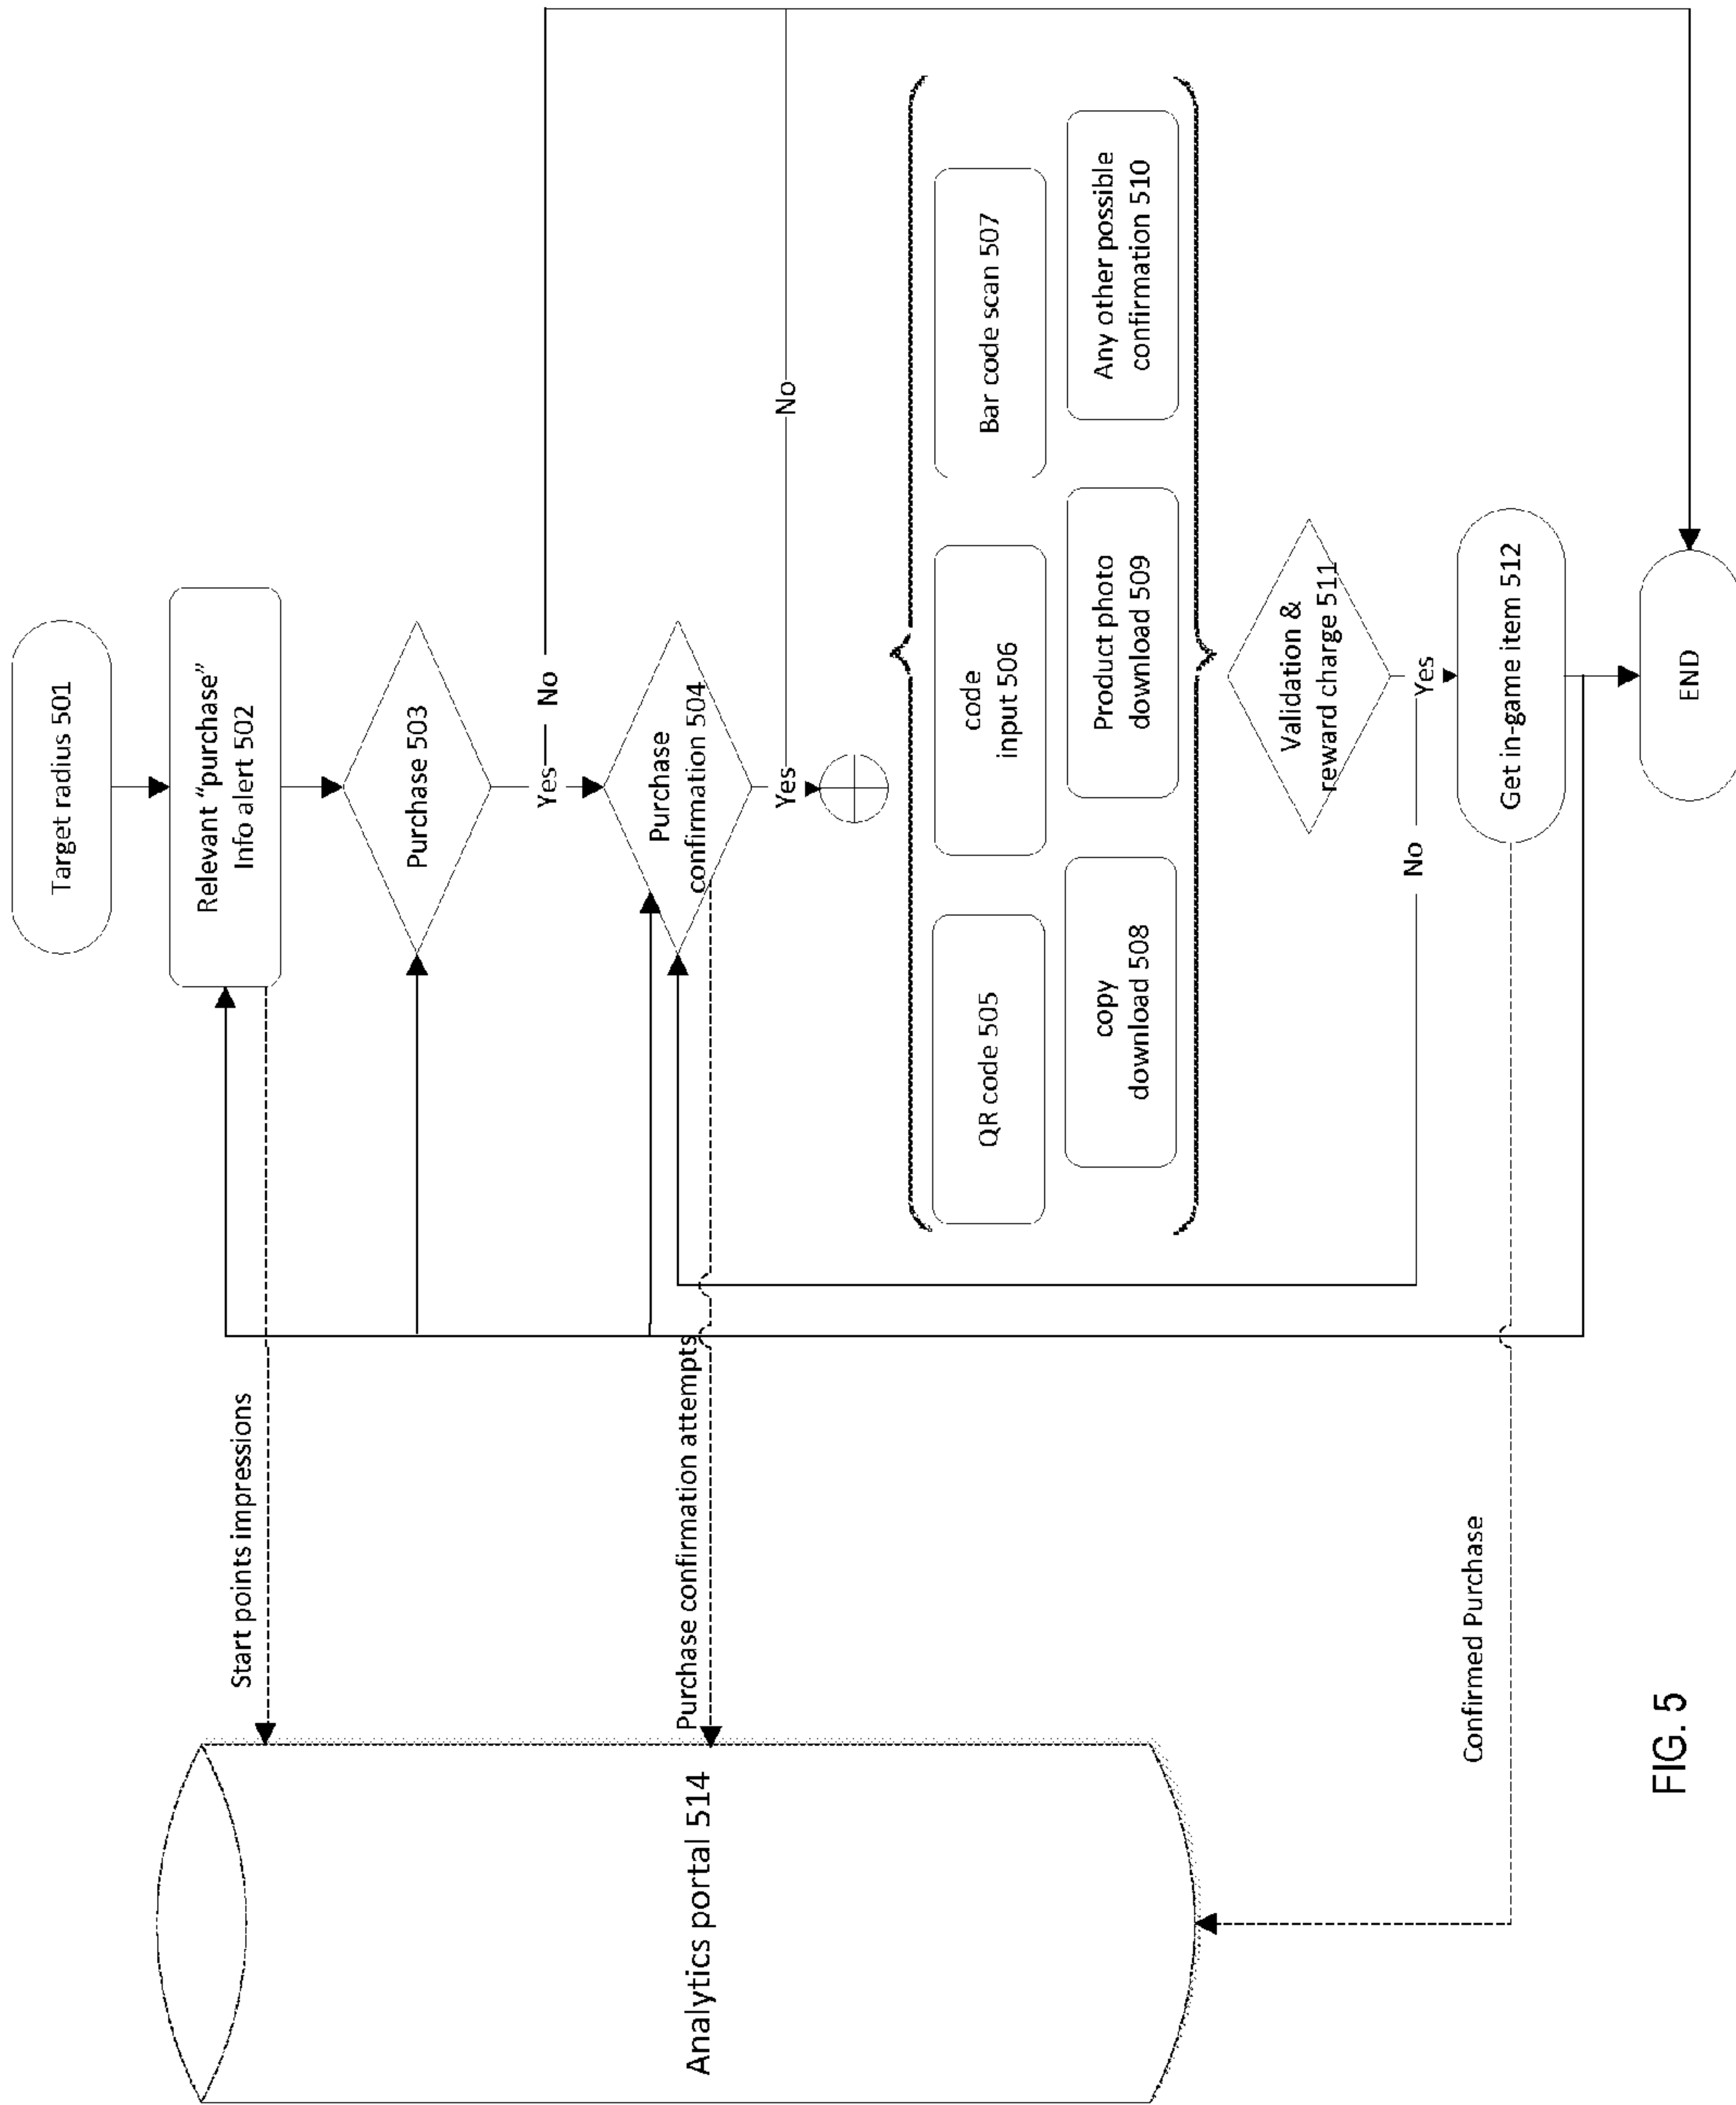 Target radius 501
Relevant “purchase”
Info alert 502
Start points impressions
Purchase 503
Yes
No
Purchase
confirmation 504
Purchase confirmation attempts
Yes
No
QR code 505
code
input 506
Bar code scan 507
copy
download 508
Product photo
download 509
Any other possible
confirmation 510
Validation &
reward charge 511
No
Yes
Get in-game item 512
Confirmed Purchase
END
Analytics portal 514
FIG. 5